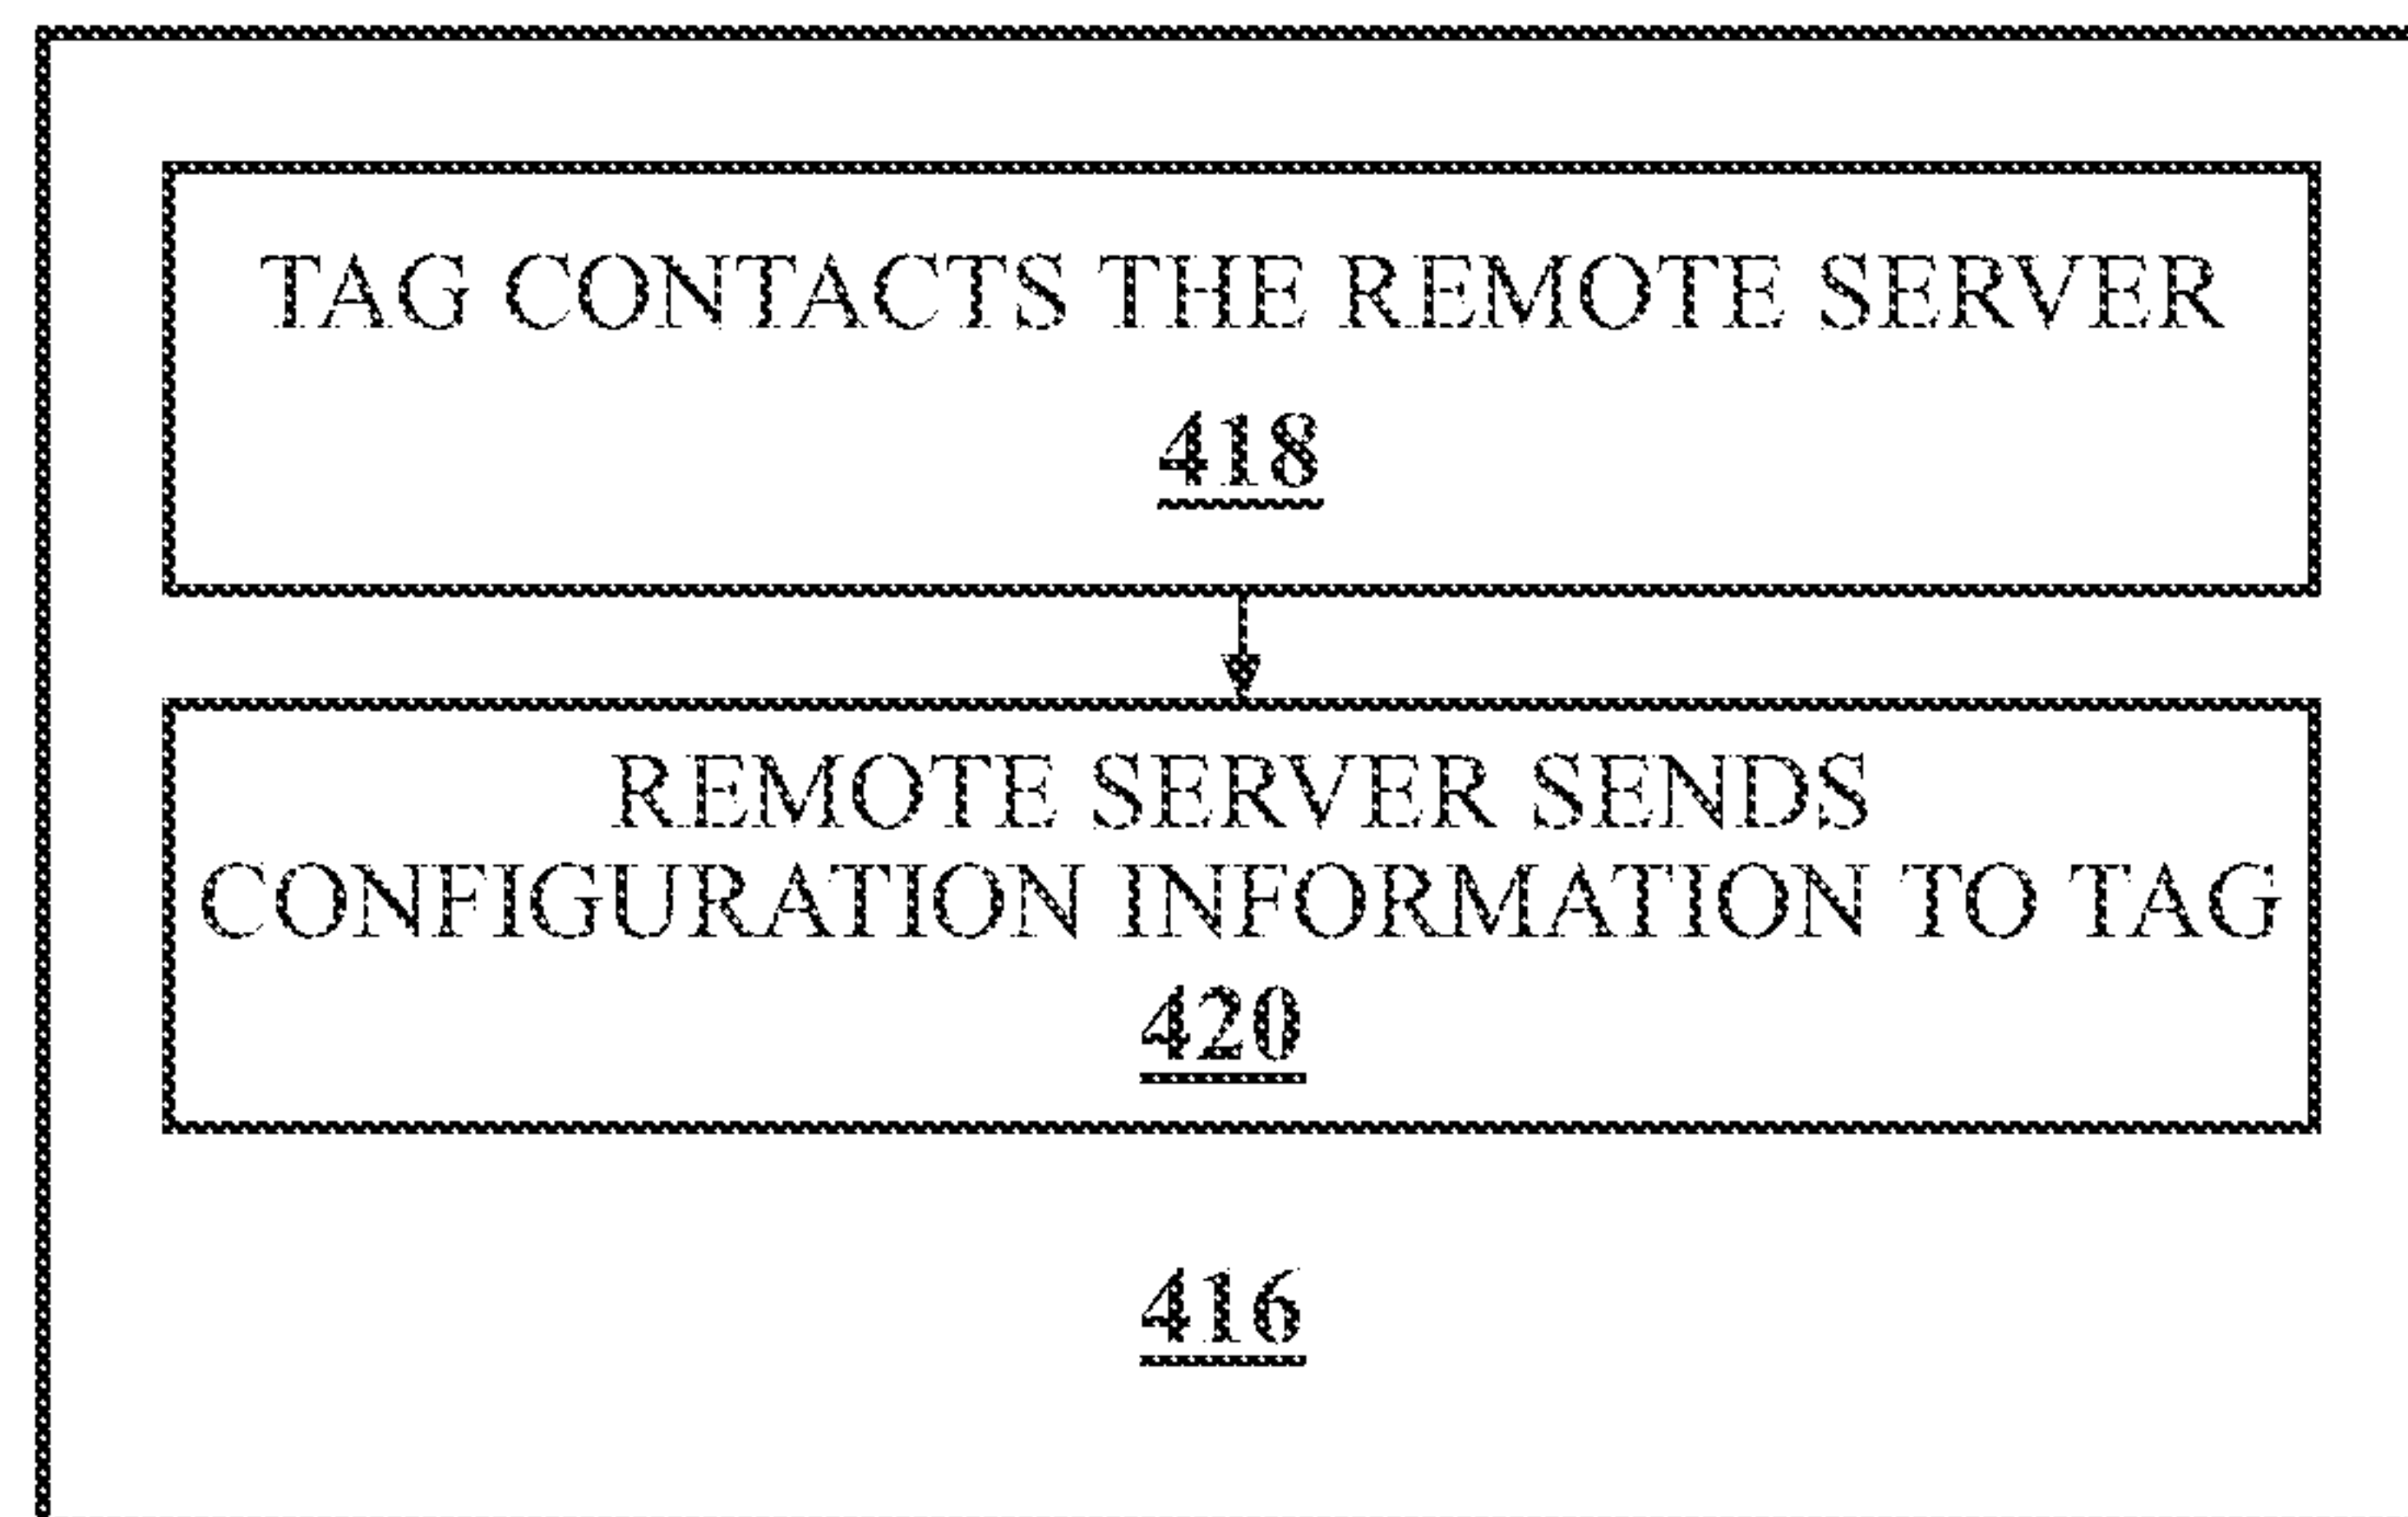 TAG CONTACTS THE REMOTE SERVER
418
REMOTE SERVER SENDS
CONFIGURATION INFORMATION TO TAG
420
416